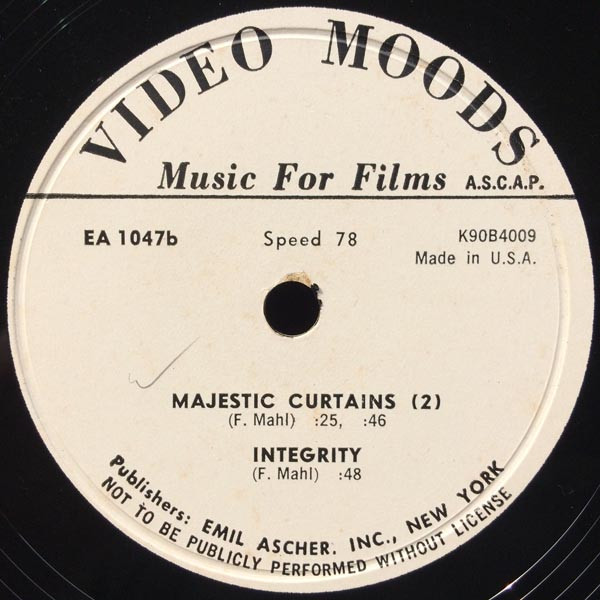 VIDEO MOODS
Music For Films A.S.C.A.P.
EA 1047b Speed 78 K90B4009
Made in U.S.A.
MAJESTIC CURTAINS (2)
(F. Mahl) :25, :46
INTEGRITY
(F. Mahl) :48
Publishers: EMIL ASCHER. INC., NEW YORK
NOT TO BE PUBLICLY PERFORMED WITHOUT LICENSE